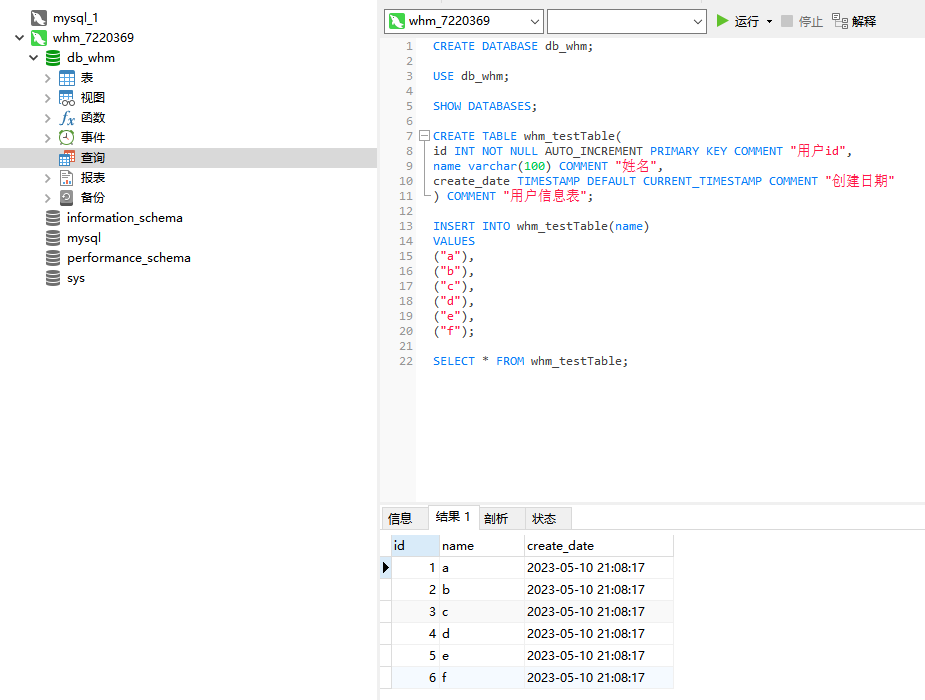 mysql_1
whm_7220369
db_whm
表
视图
函数
事件
查询
报表
备份
information_schema
mysql
performance_schema
sys
whm_7220369 运行 停止 解释
1 CREATE DATABASE db_whm;
2
3 USE db_whm;
4
5 SHOW DATABASES;
6
7 CREATE TABLE whm_testTable(
8 id INT NOT NULL AUTO_INCREMENT PRIMARY KEY COMMENT "用户id",
9 name varchar(100) COMMENT "姓名",
10 create_date TIMESTAMP DEFAULT CURRENT_TIMESTAMP COMMENT "创建日期"
11 ) COMMENT "用户信息表";
12
13 INSERT INTO whm_testTable(name)
14 VALUES
15 ("a"),
16 ("b"),
17 ("c"),
18 ("d"),
19 ("e"),
20 ("f");
21
22 SELECT * FROM whm_testTable;
信息 结果 1 剖析 状态
id name create_date
1 a 2023-05-10 21:08:17
2 b 2023-05-10 21:08:17
3 c 2023-05-10 21:08:17
4 d 2023-05-10 21:08:17
5 e 2023-05-10 21:08:17
6 f 2023-05-10 21:08:17